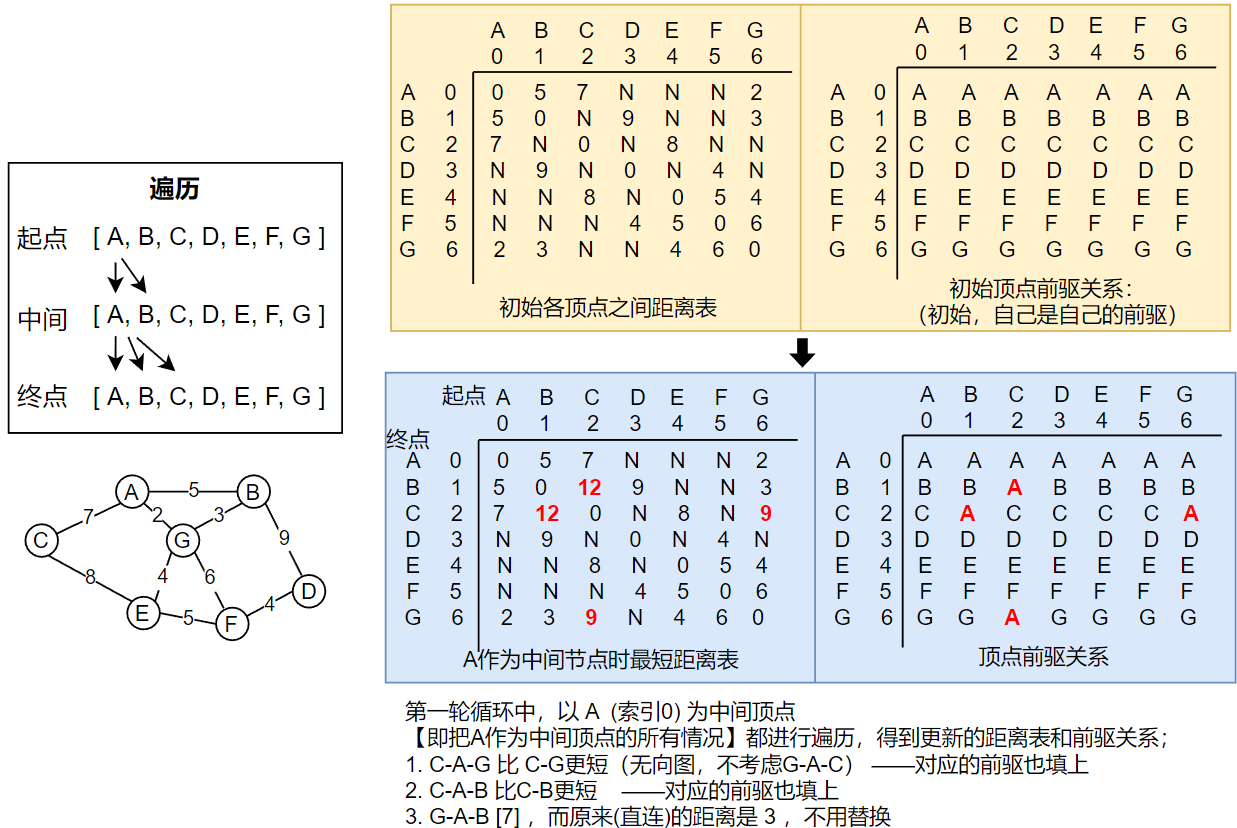 遍历
起点 [ A, B, C, D, E, F, G ]
中间 [ A, B, C, D, E, F, G ]
终点 [ A, B, C, D, E, F, G ]
A 5 B
7 2 3
C G 9
8 4 6 D
E 5 F 4
A B C D E F G
0 1 2 3 4 5 6
A 0 0 5 7 N N N 2
B 1 5 0 N 9 N N 3
C 2 7 N 0 N 8 N N
D 3 N 9 N 0 N 4 N
E 4 N N 8 N 0 5 4
F 5 N N N 4 5 0 6
G 6 2 3 N N 4 6 0
初始各顶点之间距离表
A B C D E F G
0 1 2 3 4 5 6
A 0 A A A A A A A
B 1 B B B B B B B
C 2 C C C C C C C
D 3 D D D D D D D
E 4 E E E E E E E
F 5 F F F F F F F
G 6 G G G G G G G
初始顶点前驱关系：
（初始，自己是自己的前驱）
起点 A B C D E F G
0 1 2 3 4 5 6
终点
A 0 0 5 7 N N N 2
B 1 5 0 12 9 N N 3
C 2 7 12 0 N 8 N 9
D 3 N 9 N 0 N 4 N
E 4 N N 8 N 0 5 4
F 5 N N N 4 5 0 6
G 6 2 3 9 N 4 6 0
A作为中间节点时最短距离表
A B C D E F G
0 1 2 3 4 5 6
A 0 A A A A A A A
B 1 B B A B B B B
C 2 C A C C C C A
D 3 D D D D D D D
E 4 E E E E E E E
F 5 F F F F F F F
G 6 G G A G G G G
顶点前驱关系
第一轮循环中，以 A (索引0) 为中间顶点
【即把A作为中间顶点的所有情况】都进行遍历，得到更新的距离表和前驱关系；
1. C-A-G 比 C-G更短（无向图，不考虑G-A-C） ——对应的前驱也填上
2. C-A-B 比C-B更短 ——对应的前驱也填上
3. G-A-B [7] ，而原来(直连)的距离是 3 ，不用替换